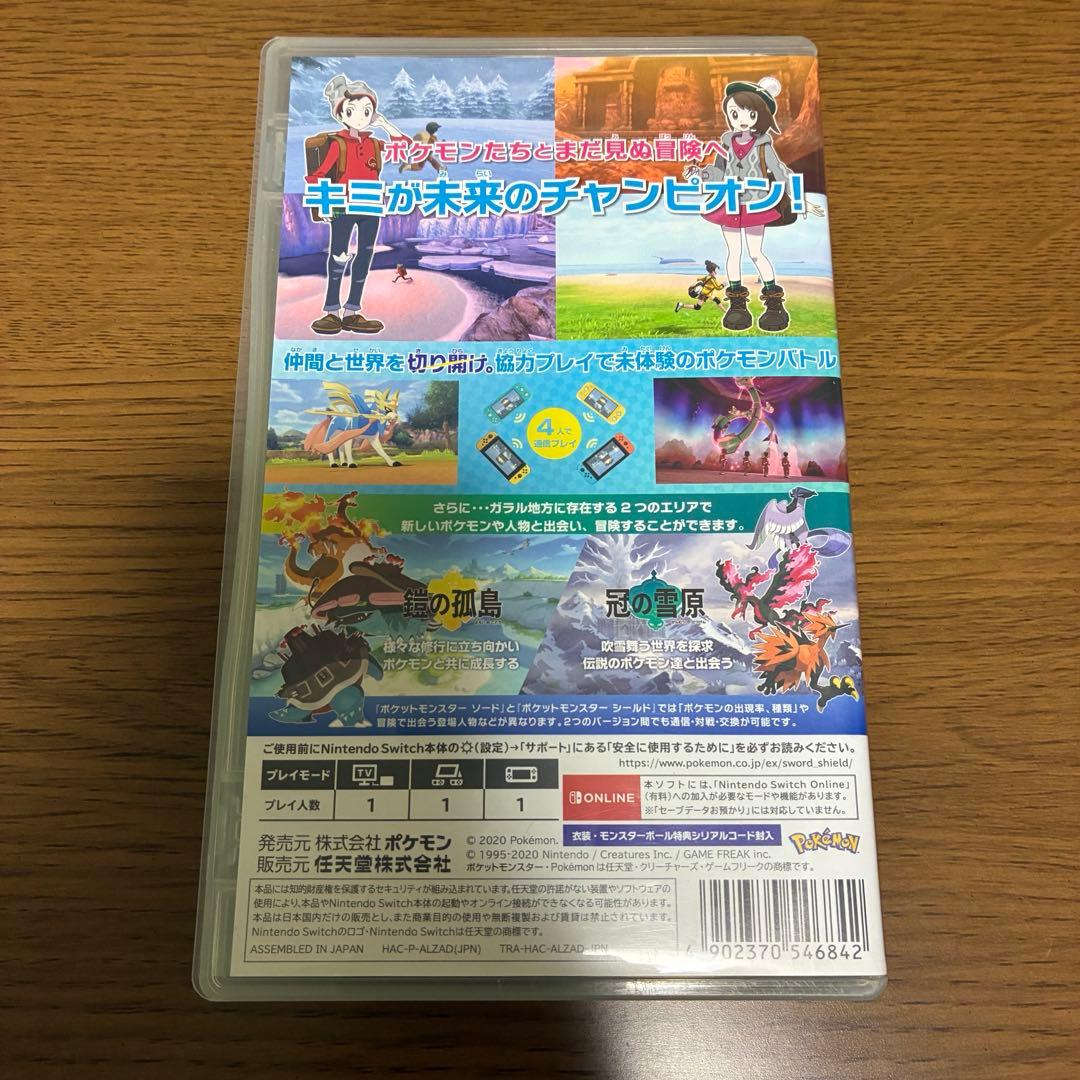 ポケモンたちとまだ見ぬ冒険へ
キミが未来のチャンピオン!
仲間と世界を切り開け。協力プレイで未体験のポケモンバトル
4人で
通信プレイ
さらに・・・ガラル地方に存在する2つのエリアで
新しいポケモンや人物と出会い、冒険することができます。
鎧の孤島
様々な修行に立ち向かい
ポケモンと共に成長する
冠の雪原
吹雪舞う世界を探求
伝説のポケモン達と出会う
『ポケットモンスター ソード』と『ポケットモンスター シールド』では「ポケモンの出現率、種類」や
冒険で出会う登場人物などが異なります。2つのバージョン間でも通信・対戦・交換が可能です。
ご使用前にNintendo Switch本体の(設定)→「サポート」にある「安全に使用するために」を必ずお読みください。
https://www.pokemon.co.jp/ex/sword_shield/
プレイモード TV
プレイ人数 1 1 1
ONLINE
本ソフトには、「Nintendo Switch Online」
(有料)への加入が必要なモードや機能があります。
※「セーブデータお預かり」には対応していません。
発売元 株式会社 ポケモン
販売元 任天堂株式会社
© 2020 Pokémon.
衣装・モンスターボール特典シリアルコード封入
© 1995-2020 Nintendo / Creatures Inc. / GAME FREAK inc.
ポケットモンスター・Pokémonは任天堂・クリーチャーズ・ゲームフリークの商標です。
POKéMON
本品には知的財産権を保護するセキュリティが組み込まれています。任天堂の許諾がない装置やソフトウェアの
使用により、本品やNintendo Switch本体の起動やオンライン接続ができなくなる可能性があります。
本品は日本国内だけの販売とし、また商業目的の使用や無断複製および賃貸は禁止されています。
Nintendo Switchのロゴ・Nintendo Switchは任天堂の商標です。
ASSEMBLED IN JAPAN HAC-P-ALZAD(JPN) TRA-HAC-ALZAD-JPN
4 902370 546842